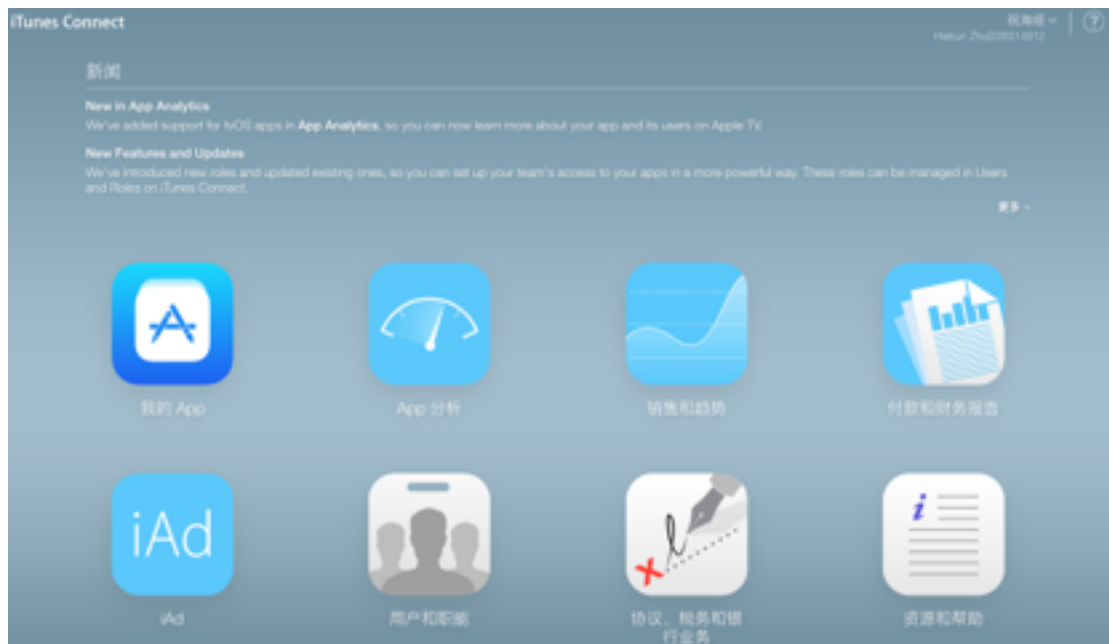 iTunes Connect
新闻
New in App Analytics
We've added support for tvOS apps in App Analytics, so you can now learn more about your app and its users on Apple TV.
New Features and Updates
We've introduced new roles and updated existing ones, so you can set up your team's access to your apps in a more powerful way. These roles can be managed in Users
and Roles on iTunes Connect.
更多
我的 App
App 分析
销售和趋势
付款和财务报告
iAd
iAd
用户和职能
协议、税务和银
行业务
资源和帮助